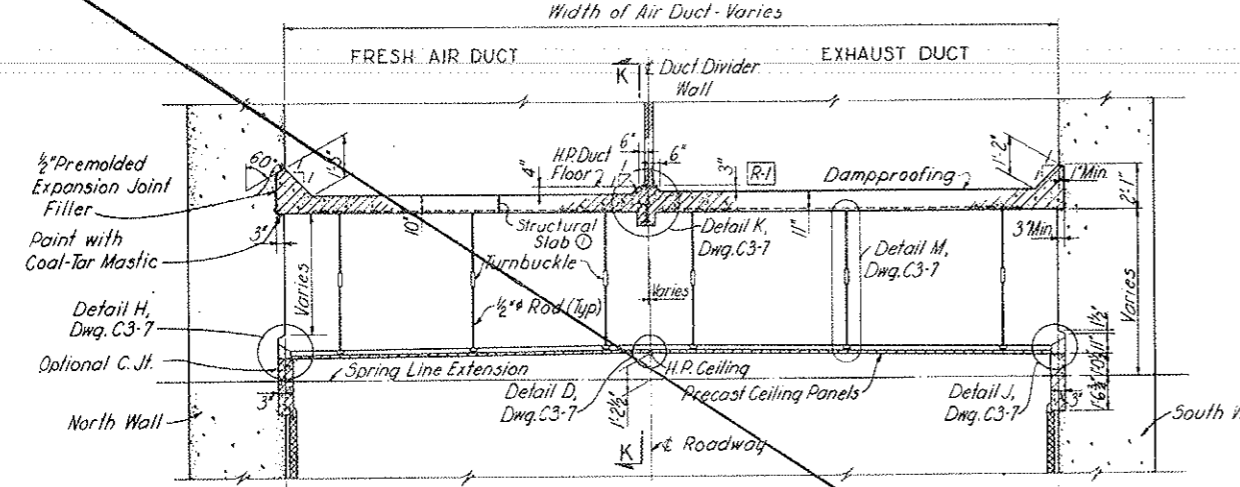 Width of Air Duct - Varies
FRESH AIR DUCT
EXHAUST DUCT
K
℄ Duct Divider
Wall
½" Premolded
Expansion Joint
Filler
60°
1
1
6"
6"
H.P. Duct
Floor
4"
3"
R-1
Dampproofing
1'-2"
1" Min.
2'-1"
Paint with
Coal-Tar Mastic
3"
10"
Structural
Slab ①
Detail K,
Dwg. C3-7
11"
Detail M,
Dwg. C3-7
3" Min.
Turnbuckle
Varies
Varies
Varies
½" ⌀ Rod (Typ)
Detail H,
Dwg. C3-7
Optional C. Jt.
Spring Line Extension
H.P. Ceiling
Precast Ceiling Panels
1½"
11"
3"
Detail D,
Dwg. C3-7
1'-2½"
Detail J,
Dwg. C3-7
3"
North Wall
South
K
℄ Roadway